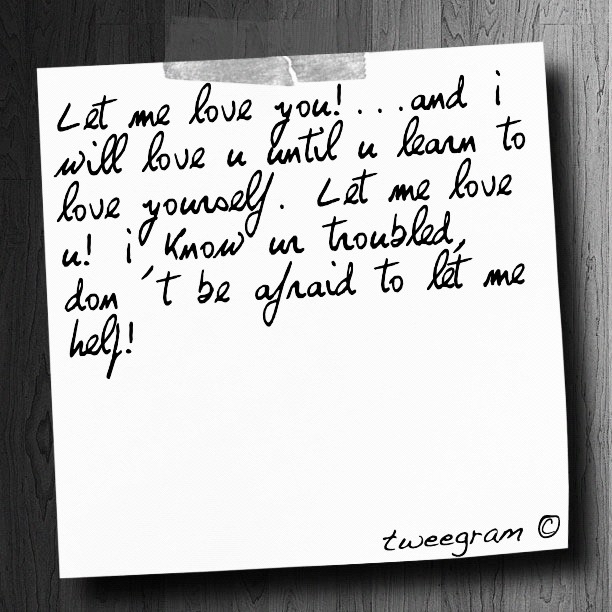 Let me love you! ...and i
will love u until u learn to
love yourself. Let me love
u! i know ur troubled,
don´t be afraid to let me
help!
tweegram ©